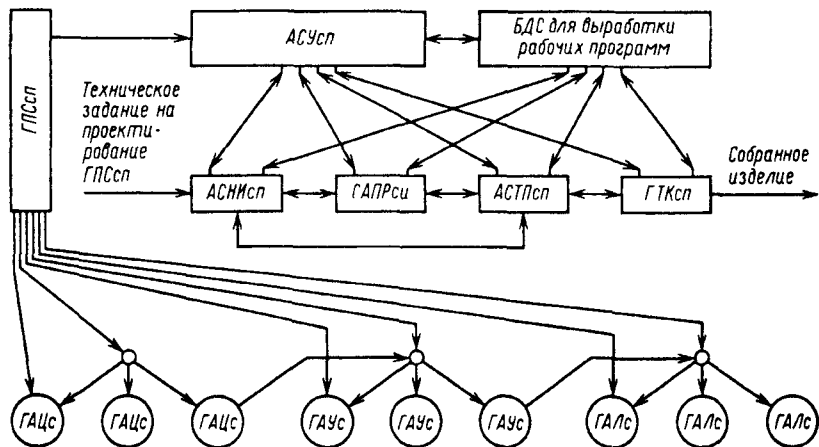 ГПСсп
АСУсп
БДС для выработки
рабочих программ
Техническое
задание на
проекти-
рование
ГПСсп
АСНИсп
САПРси
АСТПсп
ГТКсп
Собранное
изделие
ГАЦс
ГАЦс
ГАЦс
ГАУс
ГАУс
ГАУс
ГАЛс
ГАЛс
ГАЛс